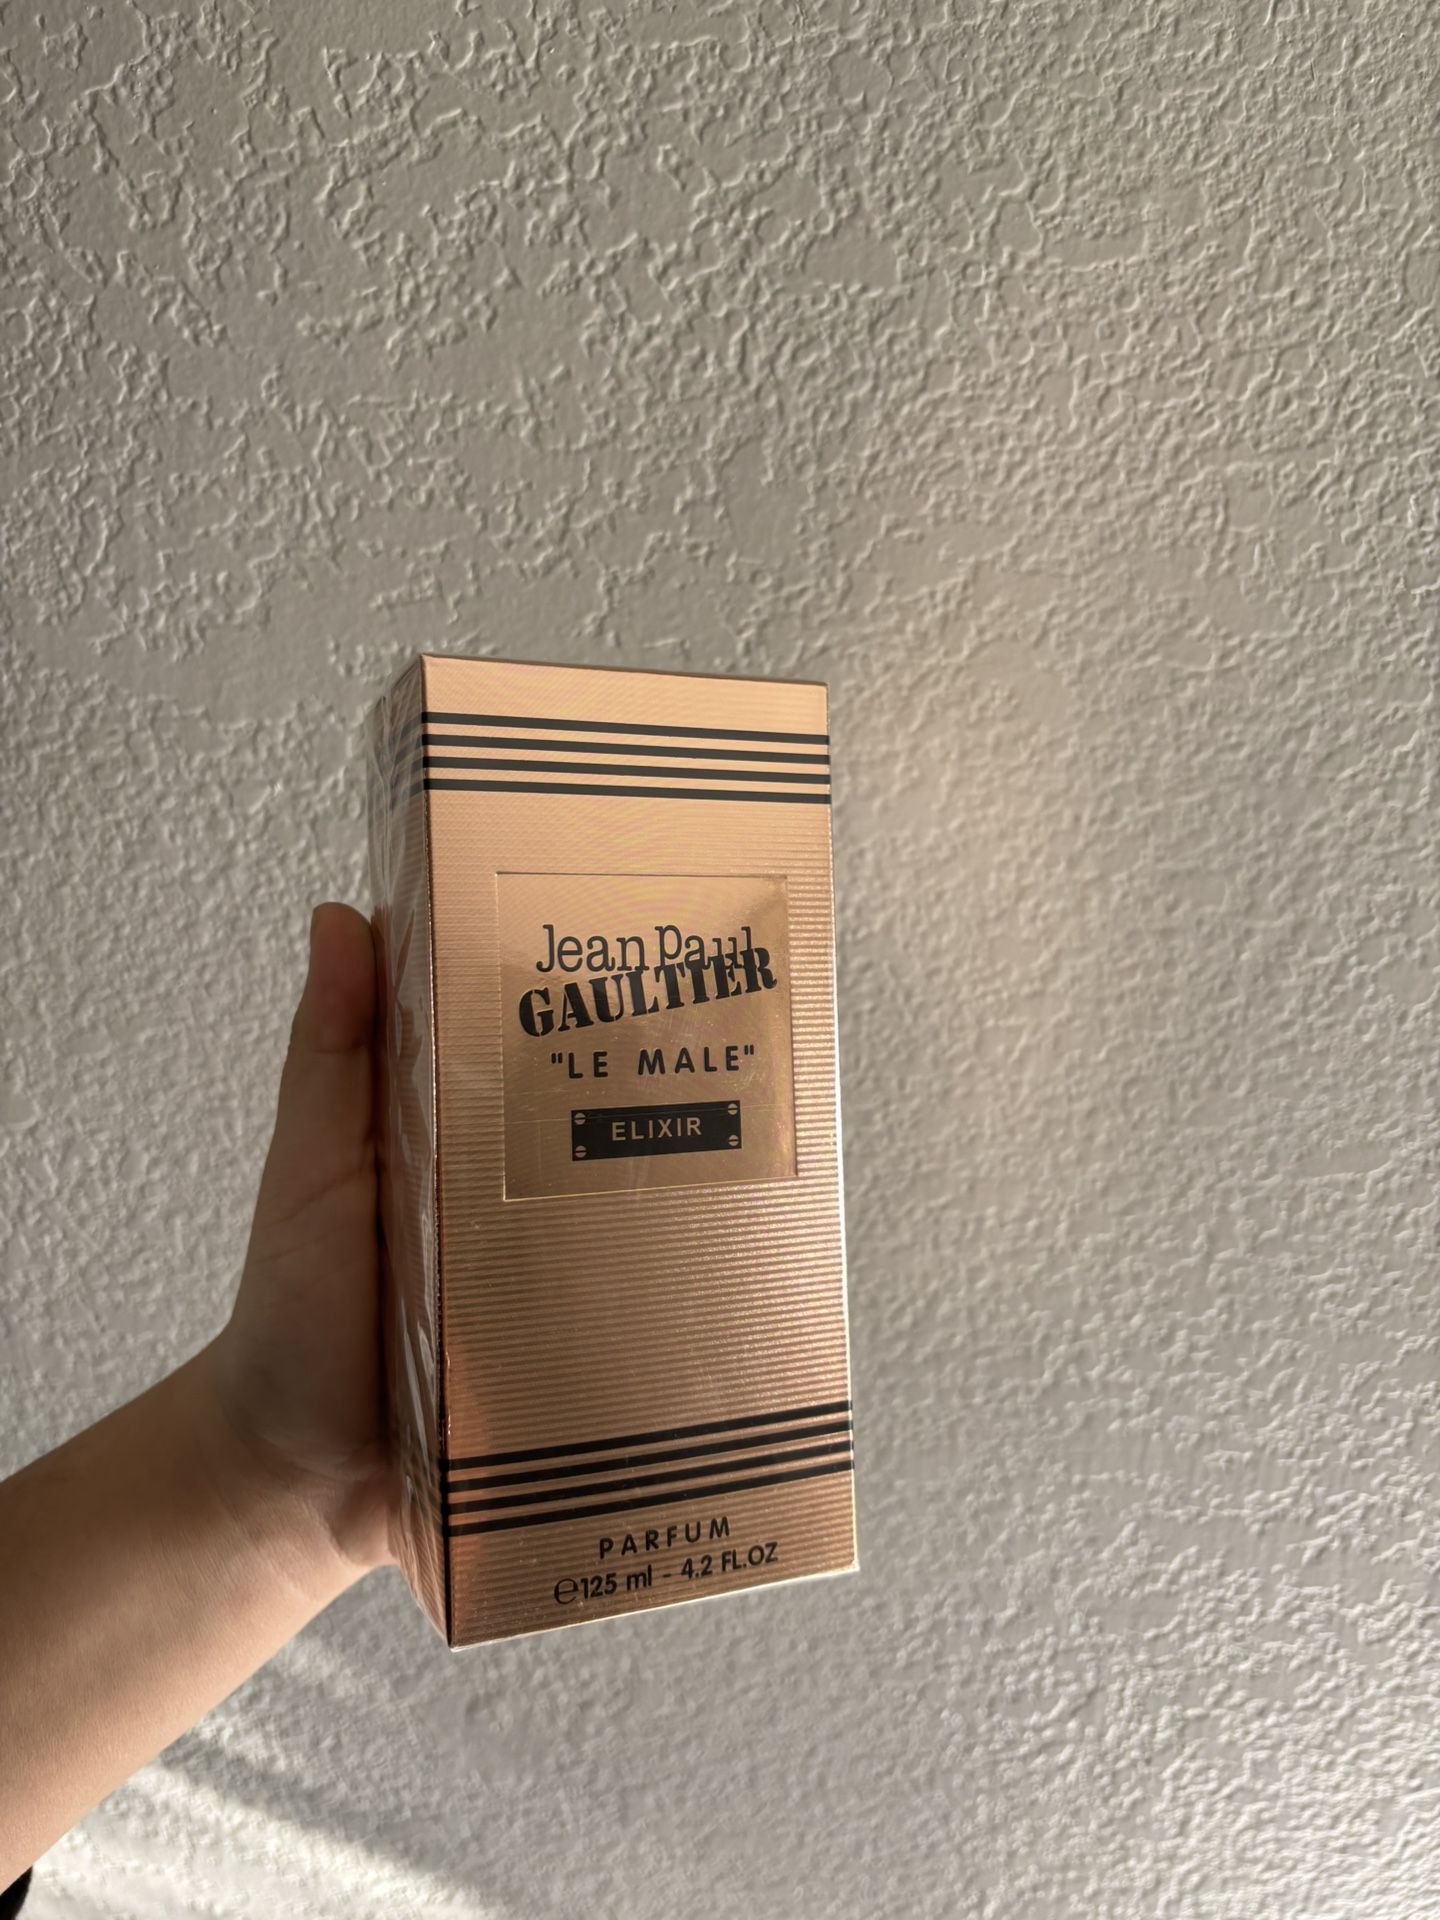 Jean Paul
GAULTIER
"LE MALE"
ELIXIR
PARFUM
℮125 ml - 4.2 FL.OZ